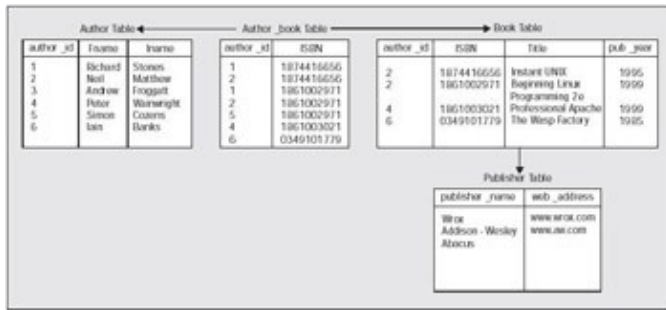 Author Table
Author_book Table
Book Table
author_id Fname lname
1 Richard Stones
2 Neil Matthew
3 Andrew Froggatt
4 Peter Wainwright
5 Simon Cozens
6 Iain Banks
author_id ISBN
1 1874416656
2 1874416656
1 1861002971
2 1861002971
5 1861002971
4 1861003021
6 0349101779
author_id ISBN Title pub_year
2 1874416656 Instant UNIX 1995
2 1861002971 Beginning Linux 1999
Programming 2e
4 1861003021 Professional Apache 1999
6 0349101779 The Wasp Factory 1985
Publisher Table
publisher_name web_address
Wrox www.wrox.com
Addison - Wesley www.aw.com
Abacus